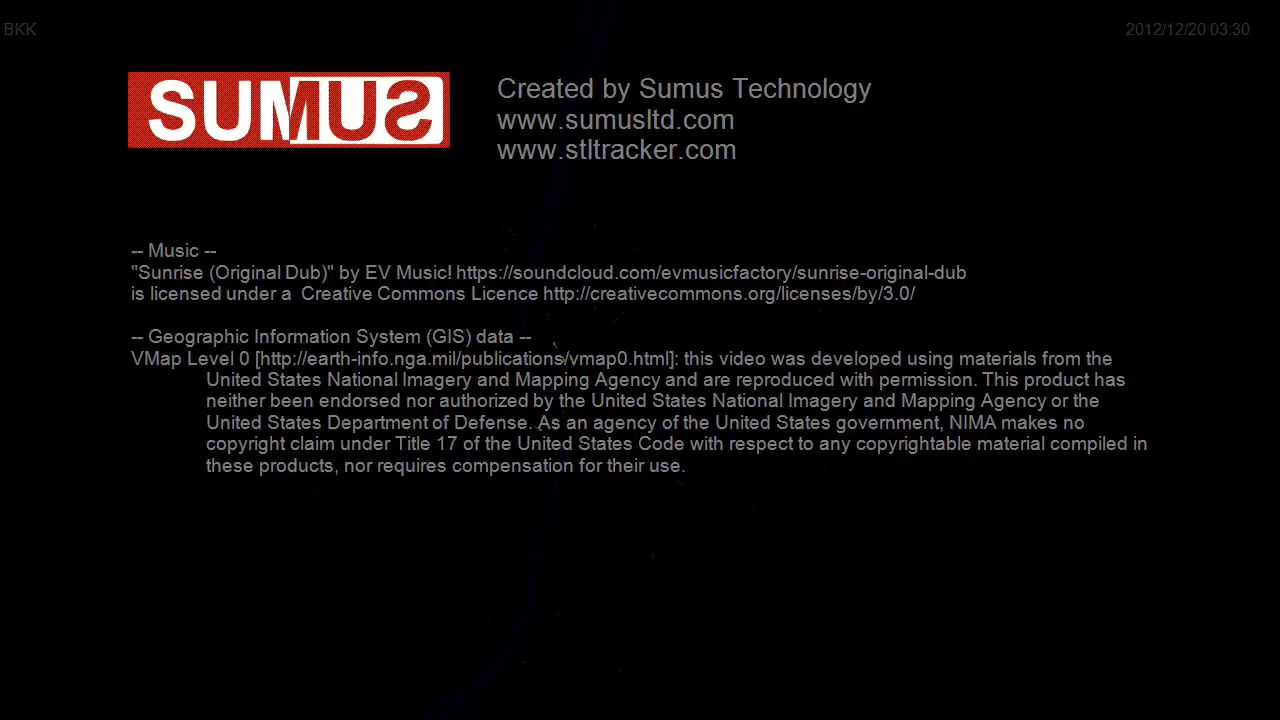 BKK
2012/12/20 03:30
SUMUS
Created by Sumus Technology
www.sumusltd.com
www.stltracker.com
-- Music --
"Sunrise (Original Dub)" by EV Music! https://soundcloud.com/evmusicfactory/sunrise-original-dub
is licensed under a  Creative Commons Licence http://creativecommons.org/licenses/by/3.0/
-- Geographic Information System (GIS) data --
VMap Level 0 [http://earth-info.nga.mil/publications/vmap0.html]: this video was developed using materials from the
United States National Imagery and Mapping Agency and are reproduced with permission. This product has
neither been endorsed nor authorized by the United States National Imagery and Mapping Agency or the
United States Department of Defense. As an agency of the United States government, NIMA makes no
copyright claim under Title 17 of the United States Code with respect to any copyrightable material compiled in
these products, nor requires compensation for their use.